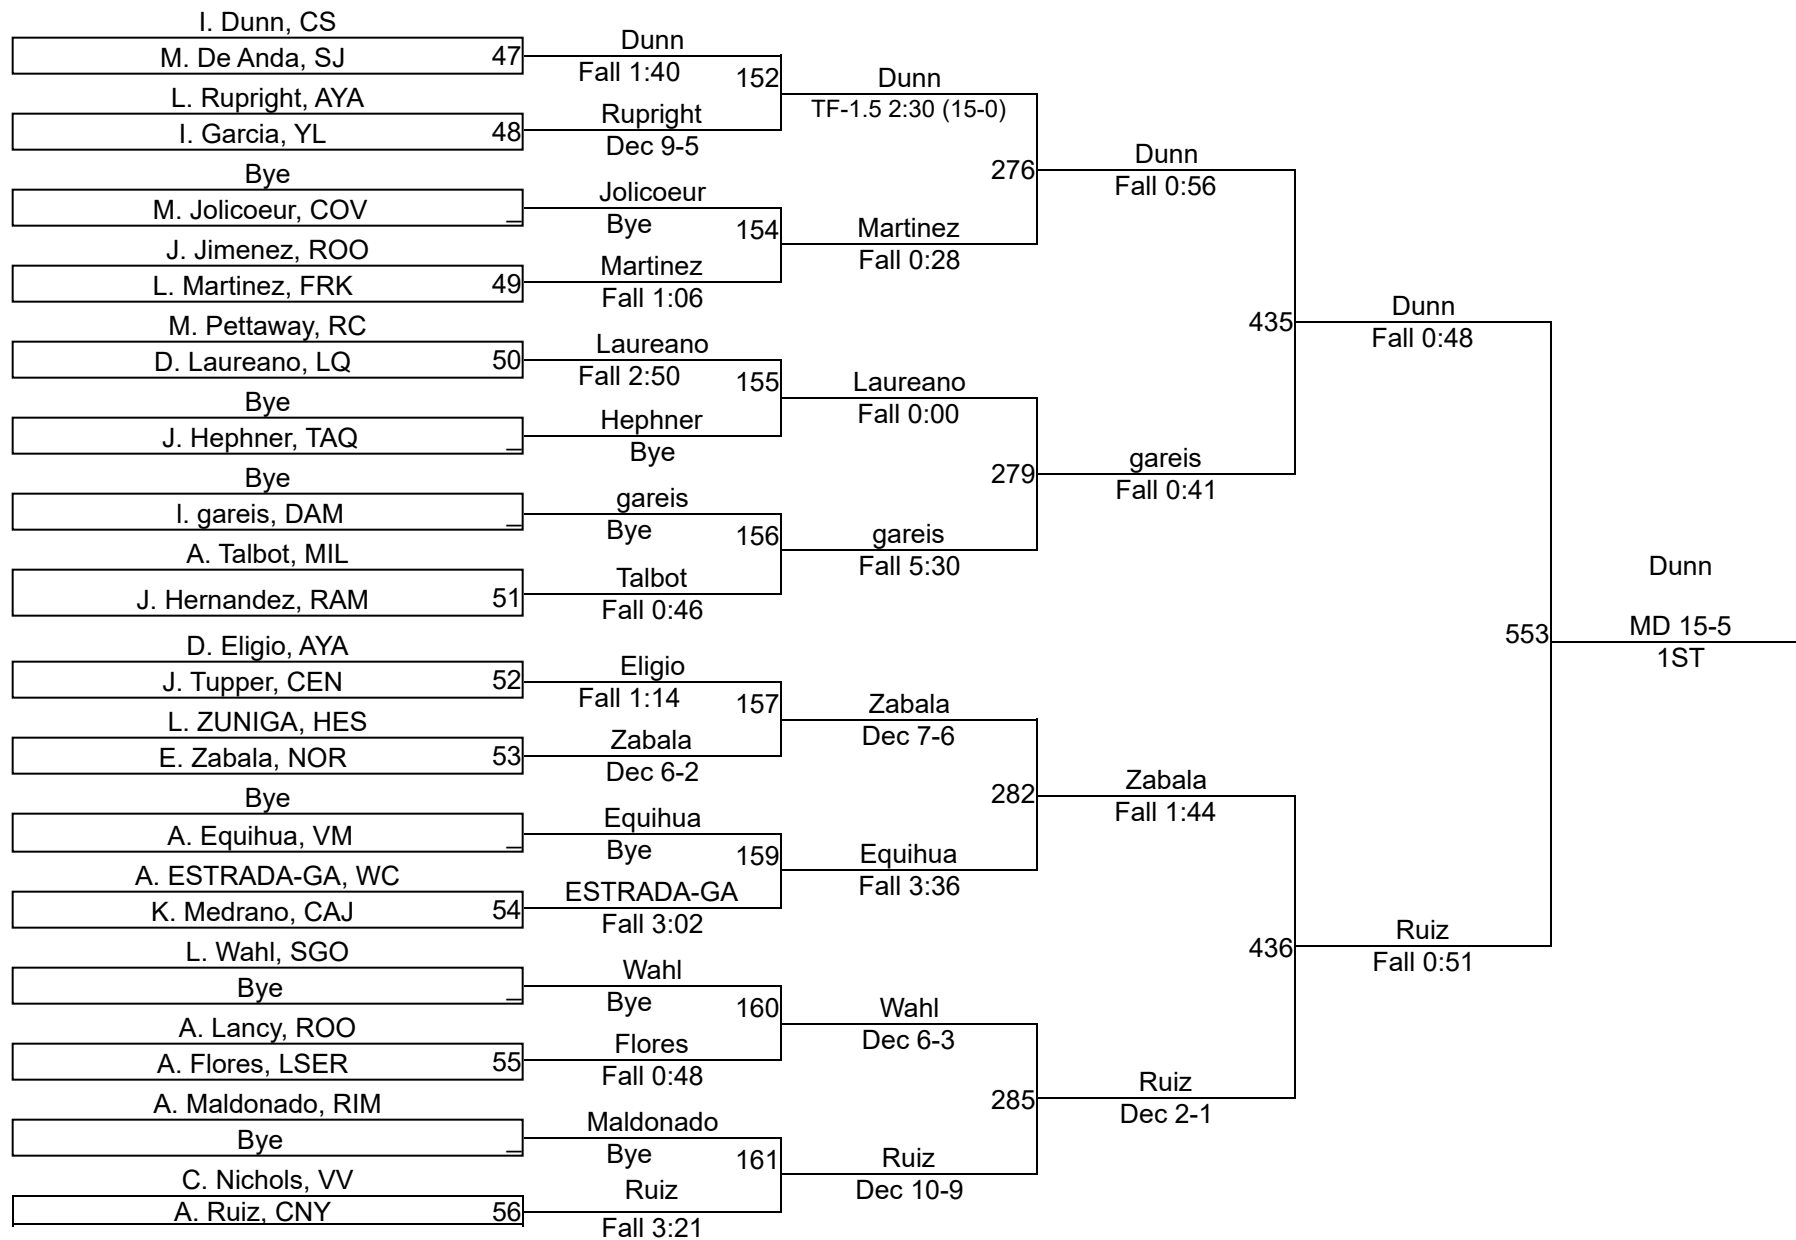 I. Dunn, CS
M. De Anda, SJ 47
L. Rupright, AYA
I. Garcia, YL 48
Bye
M. Jolicoeur, COV _
J. Jimenez, ROO
L. Martinez, FRK 49
M. Pettaway, RC
D. Laureano, LQ 50
Bye
J. Hephner, TAQ _
Bye
I. gareis, DAM _
A. Talbot, MIL
J. Hernandez, RAM 51
D. Eligio, AYA
J. Tupper, CEN 52
L. ZUNIGA, HES
E. Zabala, NOR 53
Bye
A. Equihua, VM _
A. ESTRADA-GA, WC
K. Medrano, CAJ 54
L. Wahl, SGO
Bye _
A. Lancy, ROO
A. Flores, LSER 55
A. Maldonado, RIM
Bye _
C. Nichols, VV
A. Ruiz, CNY 56
Dunn
Fall 1:40
152
Rupright
Dec 9-5
Jolicoeur
Bye
154
Martinez
Fall 1:06
Laureano
Fall 2:50
155
Hephner
Bye
gareis
Bye
156
Talbot
Fall 0:46
Eligio
Fall 1:14
157
Zabala
Dec 6-2
Equihua
Bye
159
ESTRADA-GA
Fall 3:02
Wahl
Bye
160
Flores
Fall 0:48
Maldonado
Bye
161
Ruiz
Fall 3:21
Dunn
TF-1.5 2:30 (15-0)
276
Martinez
Fall 0:28
Laureano
Fall 0:00
279
gareis
Fall 5:30
Zabala
Dec 7-6
282
Equihua
Fall 3:36
Wahl
Dec 6-3
285
Ruiz
Dec 10-9
Dunn
Fall 0:56
435
gareis
Fall 0:41
Zabala
Fall 1:44
436
Ruiz
Dec 2-1
Dunn
Fall 0:48
553
Ruiz
Fall 0:51
Dunn
MD 15-5
1ST